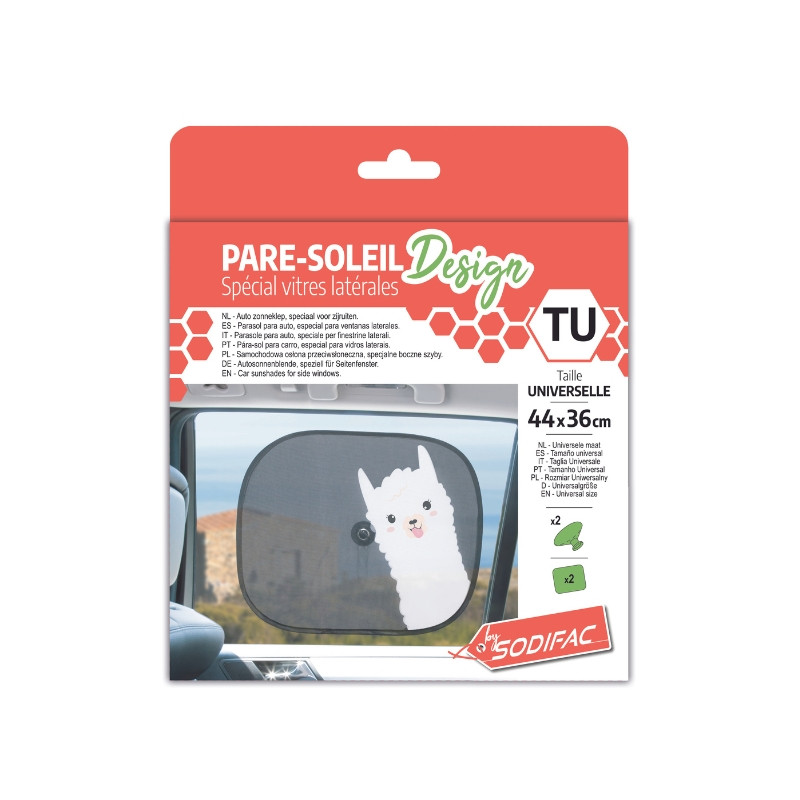 PARE-SOLEIL Design
Spécial vitres latérales
NL - Auto zonneklep, speciaal voor zijruiten.
ES - Parasol para auto, especial para ventanas laterales.
IT - Parasole para auto, speciale per finestrine laterali.
PT - Pára-sol para carro, especial para vidros laterais.
PL - Samochodowa osłona przeciwsłoneczna, specjalne boczne szyby.
DE - Autosonnenblende, speziell für Seitenfenster.
EN - Car sunshades for side windows.
TU
Taille
UNIVERSELLE
44x36cm
NL - Universele maat
ES - Tamaño universal
IT - Taglia Universale
PT - Tamanho Universal
PL - Rozmiar Uniwersalny
D - Universalgröße
EN - Universal size
x2
x2
by SODIFAC